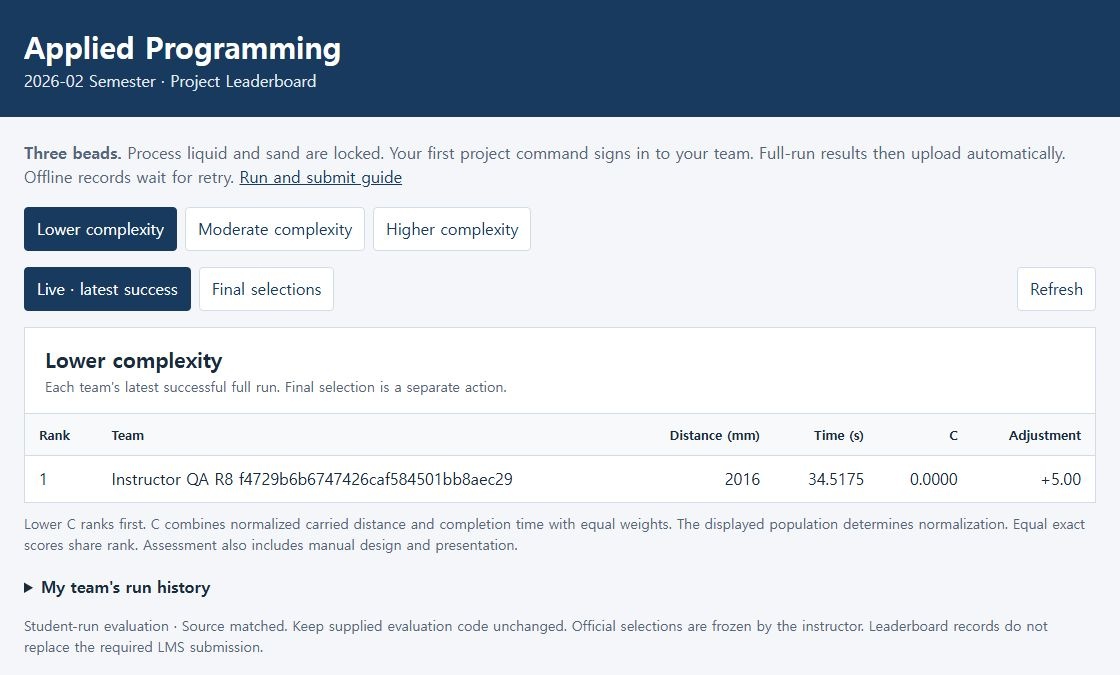 Applied Programming
2026-02 Semester · Project Leaderboard
Three beads. Process liquid and sand are locked. Your first project command signs in to your team. Full-run results then upload automatically.
Offline records wait for retry. Run and submit guide
Lower complexity Moderate complexity Higher complexity
Live · latest success Final selections Refresh
Lower complexity
Each team's latest successful full run. Final selection is a separate action.
Rank Team Distance (mm) Time (s) C Adjustment
1 Instructor QA R8 f4729b6b6747426caf584501bb8aec29 2016 34.5175 0.0000 +5.00
Lower C ranks first. C combines normalized carried distance and completion time with equal weights. The displayed population determines normalization. Equal exact
scores share rank. Assessment also includes manual design and presentation.
▶ My team's run history
Student-run evaluation · Source matched. Keep supplied evaluation code unchanged. Official selections are frozen by the instructor. Leaderboard records do not
replace the required LMS submission.